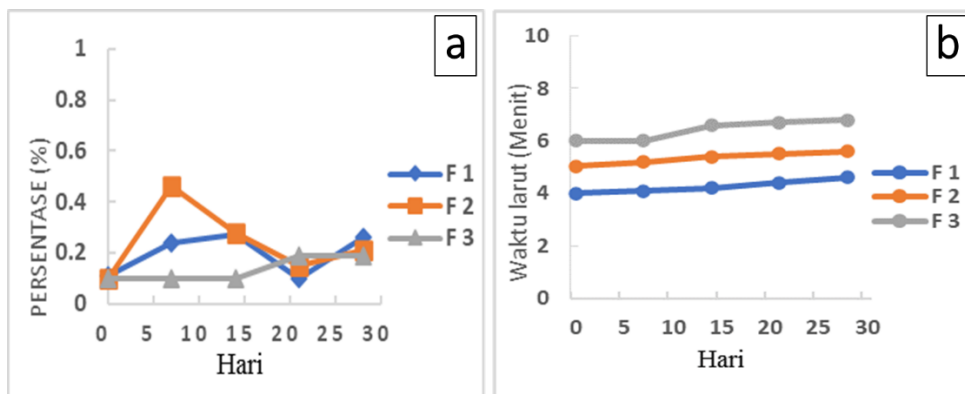 a
PERSENTASE (%)
1
0.8
0.6
0.4
0.2
0
0 5 10 15 20 25 30
Hari
F 1
F 2
F 3
b
Waktu larut (Menit)
10
8
6
4
2
0
0 5 10 15 20 25 30
Hari
F 1
F 2
F 3